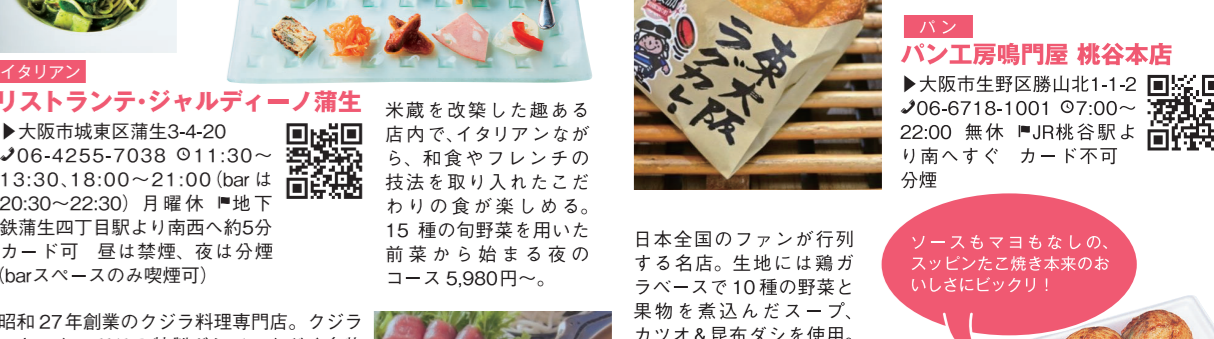 イタリアン
リストランテ・ジャルディーノ蒲生
▶大阪市城東区蒲生3-4-20
06-4255-7038 11:30〜
13:30、18:00〜21:00(bar は
20:30〜22:30) 月曜休 地下
鉄蒲生四丁目駅より南西へ約5分
カード可 昼は禁煙、夜は分煙
(barスペースのみ喫煙可)
米蔵を改築した趣ある
店内で、イタリアンなが
ら、和食やフレンチの
技法を取り入れたこだ
わりの食が楽しめる。
15 種の旬野菜を用いた
前菜から始まる夜の
コース 5,980円〜。
昭和27年創業のクジラ料理専門店。クジラ
東大阪
ラグカレー
日本全国のファンが行列
する名店。生地には鶏ガ
ラベースで10種の野菜と
果物を煮込んだスープ、
カツオ&昆布ダシを使用。
パン
パン工房鳴門屋 桃谷本店
▶大阪市生野区勝山北1-1-2
06-6718-1001 7:00〜
22:00 無休 JR桃谷駅よ
り南へすぐ カード不可
分煙
ソースもマヨもなしの、
スッピンたこ焼き本来のお
いしさにビックリ！